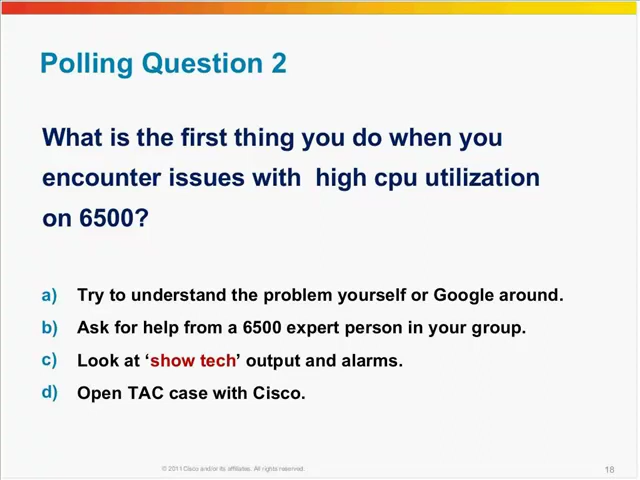 Polling Question 2
What is the first thing you do when you
encounter issues with high cpu utilization
on 6500?
a) Try to understand the problem yourself or Google around.
b) Ask for help from a 6500 expert person in your group.
c) Look at ‘show tech’ output and alarms.
d) Open TAC case with Cisco.
© 2011 Cisco and/or its affiliates. All rights reserved.
18